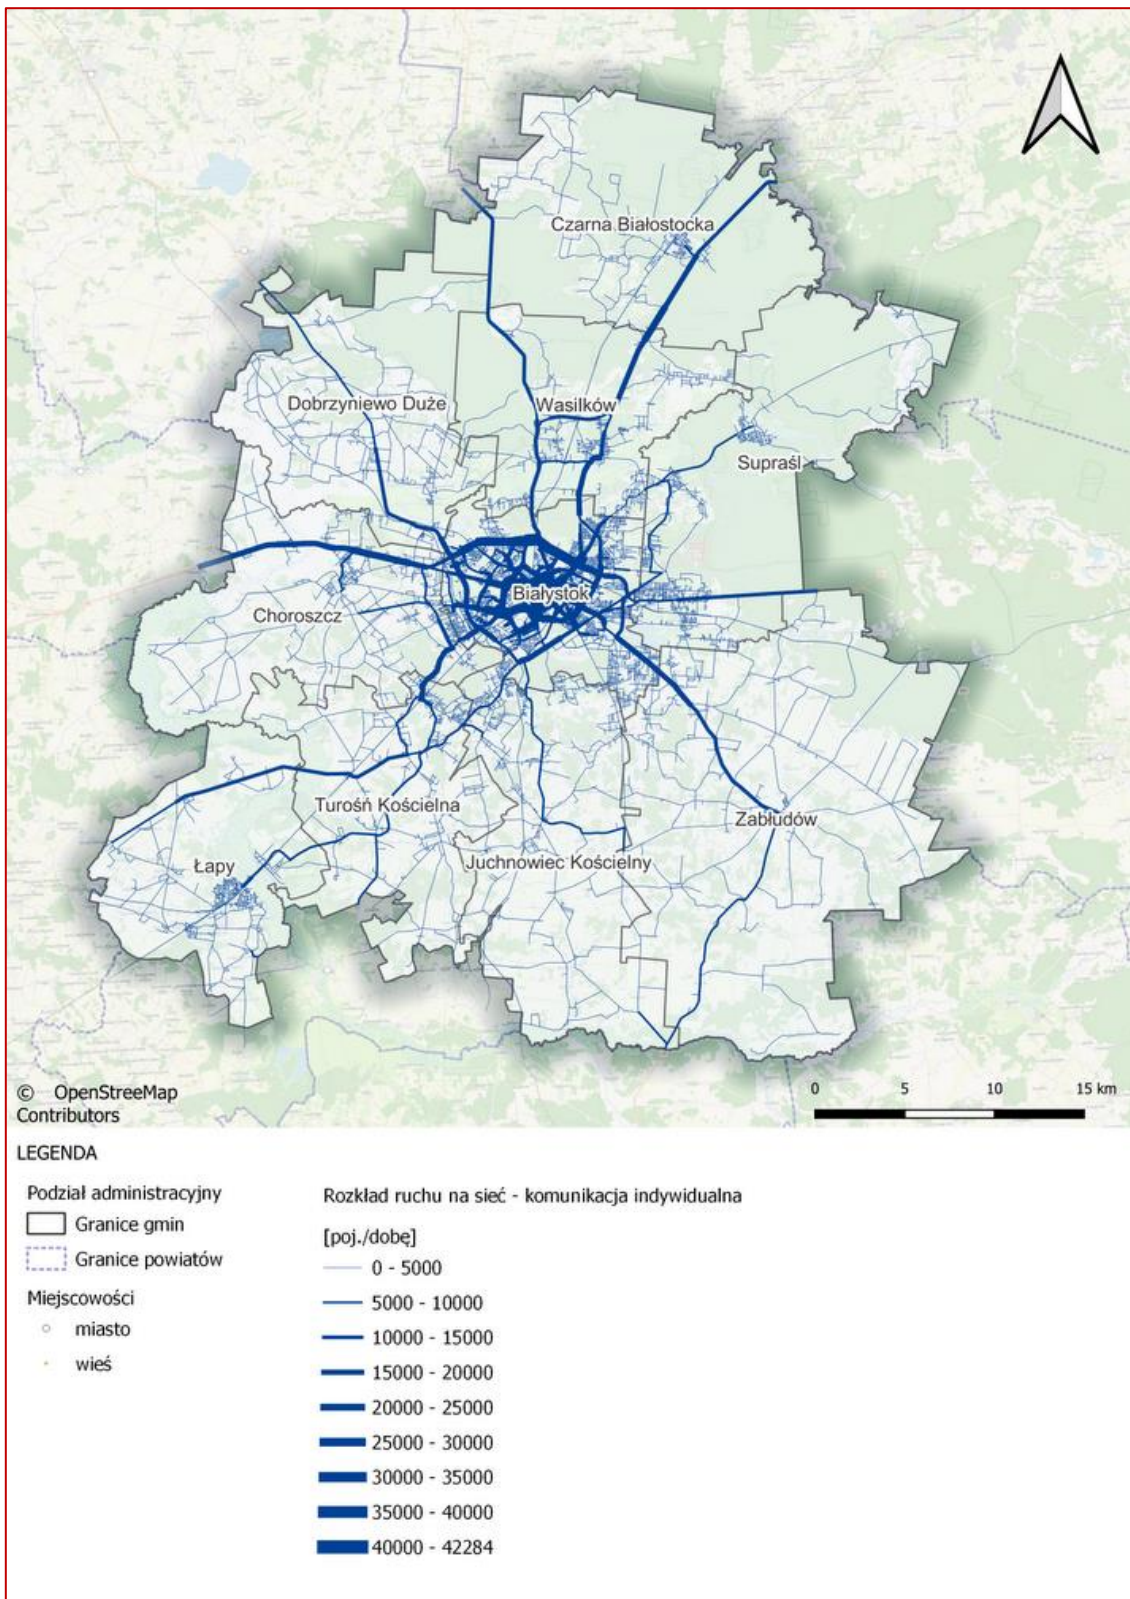 Czarna Białostocka
Dobrzyniewo Duże
Wasilków
Supraśl
Białystok
Choroszcz
Turośń Kościelna
Zabłudów
Łapy
Juchnowiec Kościelny
© OpenStreeMap
Contributors
0 5 10 15 km
LEGENDA
Podział administracyjny
Granice gmin
Granice powiatów
Miejscowości
miasto
wieś
Rozkład ruchu na sieć - komunikacja indywidualna
[poj./dobę]
0 - 5000
5000 - 10000
10000 - 15000
15000 - 20000
20000 - 25000
25000 - 30000
30000 - 35000
35000 - 40000
40000 - 42284